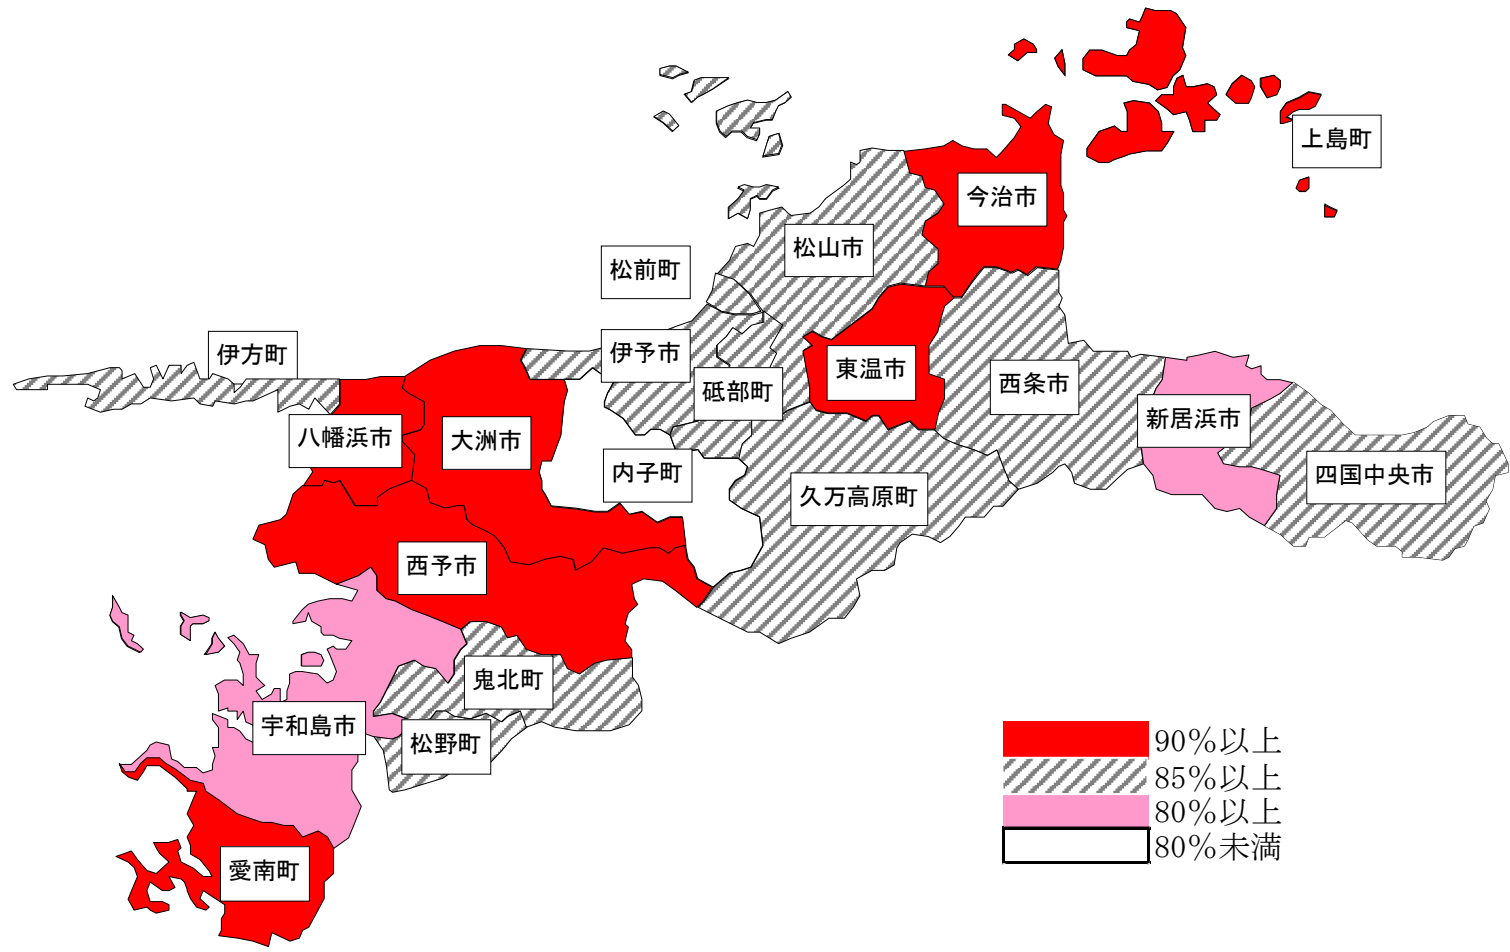 上島町
今治市
松山市
松前町
伊予市
伊方町
東温市
西条市
砥部町
新居浜市
八幡浜市
大洲市
内子町
久万高原町
四国中央市
西予市
鬼北町
宇和島市
松野町
愛南町
90%以上
85%以上
80%以上
80%未満